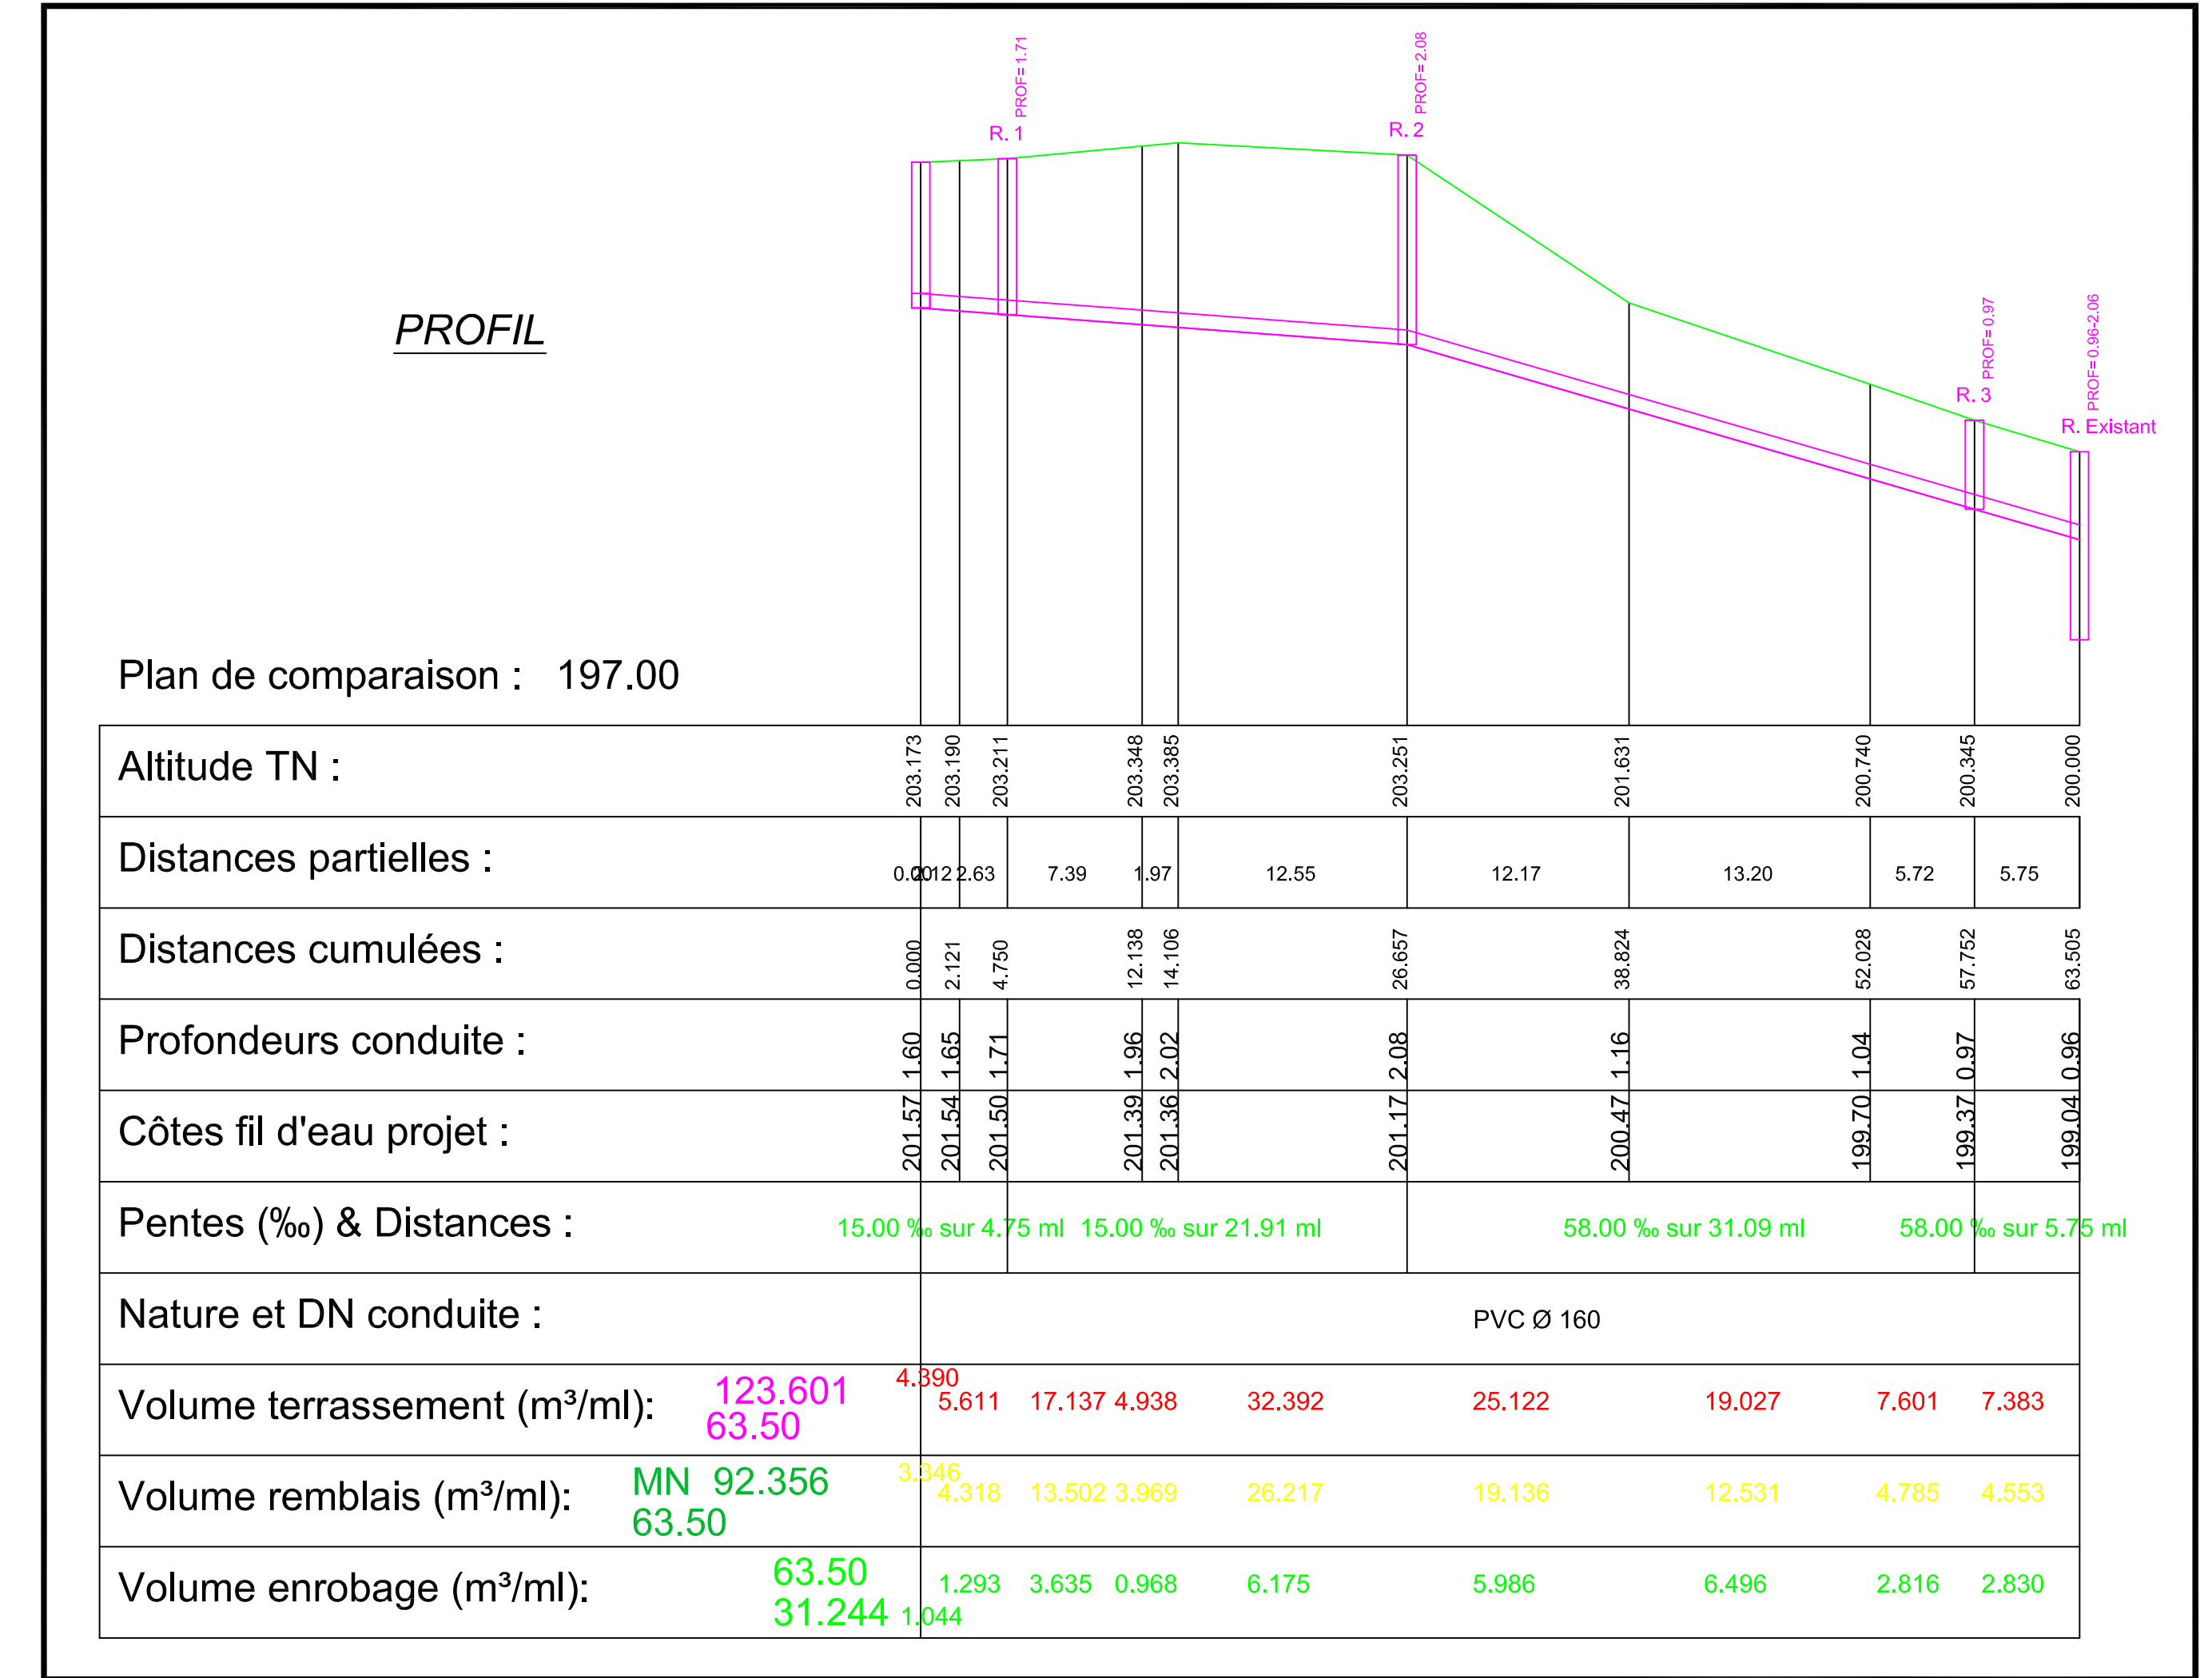 PROF=1.71
R. 1
PROF=2.08
R. 2
PROFIL
PROF=0.97
R. 3
PROF=0.96-2.06
R. Existant
Plan de comparaison : 197.00
Altitude TN : 203.173 203.190 203.211 203.348 203.385 203.251 201.631 200.740 200.345 200.000
Distances partielles : 0.00 2.12 2.63 7.39 1.97 12.55 12.17 13.20 5.72 5.75
Distances cumulées : 0.000 2.121 4.750 12.138 14.106 26.657 38.824 52.028 57.752 63.505
Profondeurs conduite : 1.60 1.65 1.71 1.96 2.02 2.08 1.16 1.04 0.97 0.96
Côtes fil d'eau projet : 201.57 201.54 201.50 201.39 201.36 201.17 200.47 199.70 199.37 199.04
Pentes (‰) & Distances : 15.00 ‰ sur 4.75 ml 15.00 ‰ sur 21.91 ml 58.00 ‰ sur 31.09 ml 58.00 ‰ sur 5.75 ml
Nature et DN conduite : PVC Ø 160
Volume terrassement (m³/ml): 123.601 4.390 5.611 17.137 4.938 32.392 25.122 19.027 7.601 7.383
63.50
Volume remblais (m³/ml): MN 92.356 3.346 4.318 13.502 3.969 26.217 19.136 12.531 4.785 4.553
63.50
Volume enrobage (m³/ml): 63.50 1.293 3.635 0.968 6.175 5.986 6.496 2.816 2.830
31.244 1.044